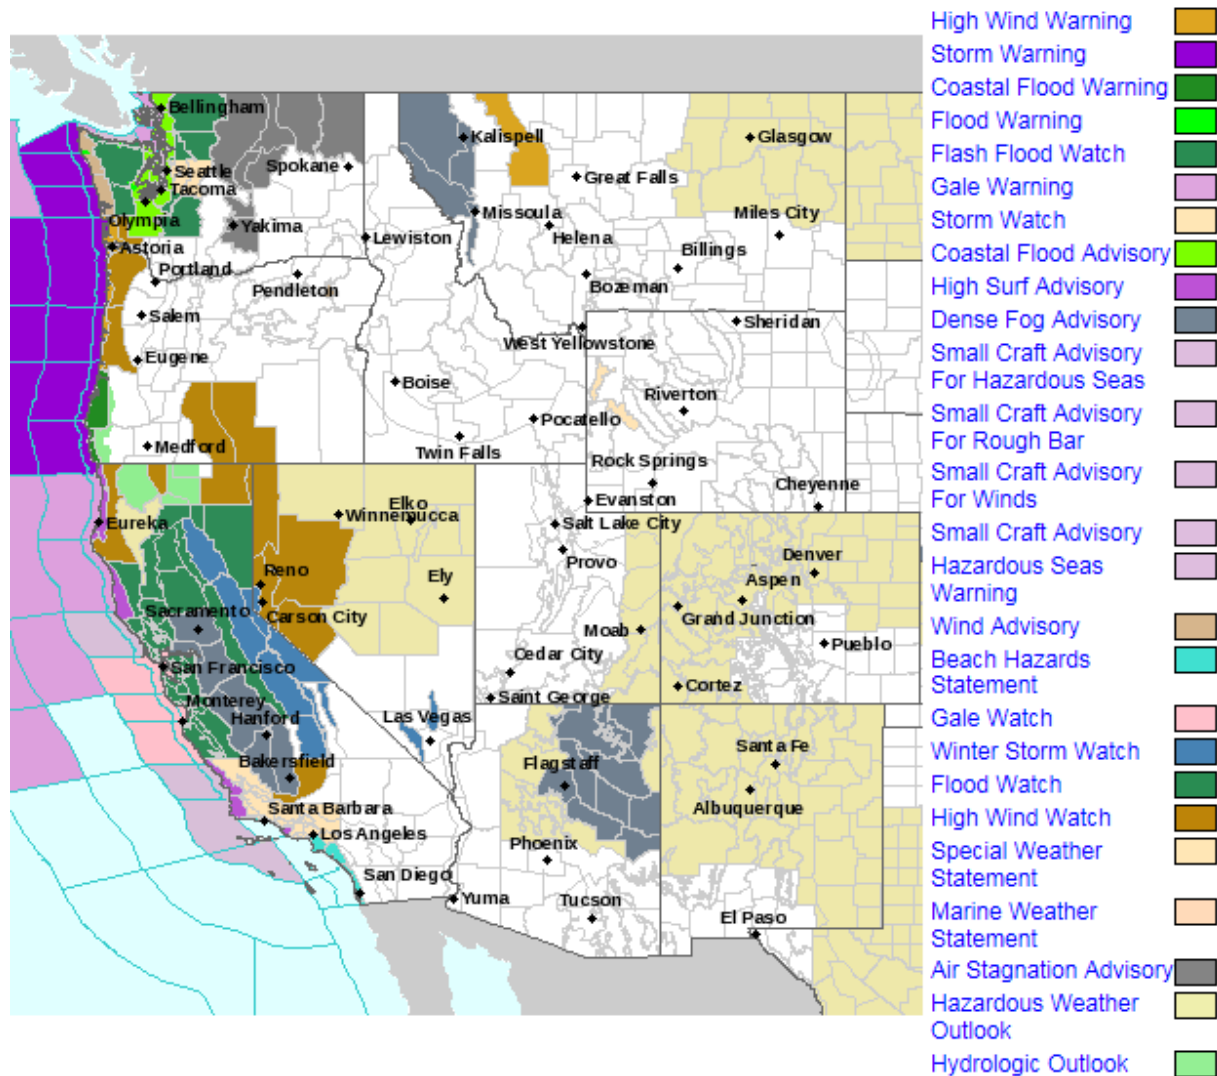 High Wind Warning
Storm Warning
Coastal Flood Warning
Flood Warning
Flash Flood Watch
Gale Warning
Storm Watch
Coastal Flood Advisory
High Surf Advisory
Dense Fog Advisory
Small Craft Advisory
For Hazardous Seas
Small Craft Advisory
For Rough Bar
Small Craft Advisory
For Winds
Small Craft Advisory
Hazardous Seas
Warning
Wind Advisory
Beach Hazards
Statement
Gale Watch
Winter Storm Watch
Flood Watch
High Wind Watch
Special Weather
Statement
Marine Weather
Statement
Air Stagnation Advisory
Hazardous Weather
Outlook
Hydrologic Outlook
Bellingham
Seattle
Tacoma
Olympia
Spokane
Yakima
Astoria
Portland
Pendleton
Salem
Eugene
Medford
Lewiston
Kalispell
Missoula
Great Falls
Helena
Glasgow
Miles City
Billings
Bozeman
West Yellowstone
Sheridan
Boise
Pocatello
Twin Falls
Riverton
Rock Springs
Evanston
Cheyenne
Eureka
Winnemucca
Elko
Ely
Reno
Carson City
Salt Lake City
Provo
Moab
Cedar City
Saint George
Denver
Aspen
Grand Junction
Pueblo
Cortez
Sacramento
San Francisco
Monterey
Hanford
Bakersfield
Santa Barbara
Los Angeles
San Diego
Las Vegas
Flagstaff
Phoenix
Yuma
Tucson
Santa Fe
Albuquerque
El Paso